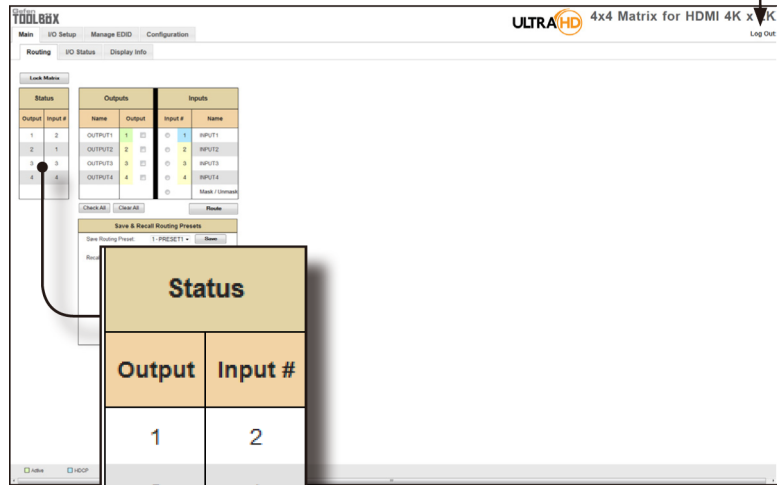 Gefen
TOOLBOX
ULTRA HD 4x4 Matrix for HDMI 4K x 2K
Log Out
Main I/O Setup Manage EDID Configuration
Routing I/O Status Display Info
Lock Matrix
Status Outputs Inputs
Output Input # Name Output Input # Name
1 2 OUTPUT1 1 1 INPUT1
2 1 OUTPUT2 2 2 INPUT2
3 3 OUTPUT3 3 3 INPUT3
4 4 OUTPUT4 4 4 INPUT4
Mask / Unmask
Check All Clear All Route
Save & Recall Routing Presets
Save Routing Preset: 1 - PRESET1 Save
Status
Output Input #
1 2
Active HDCP